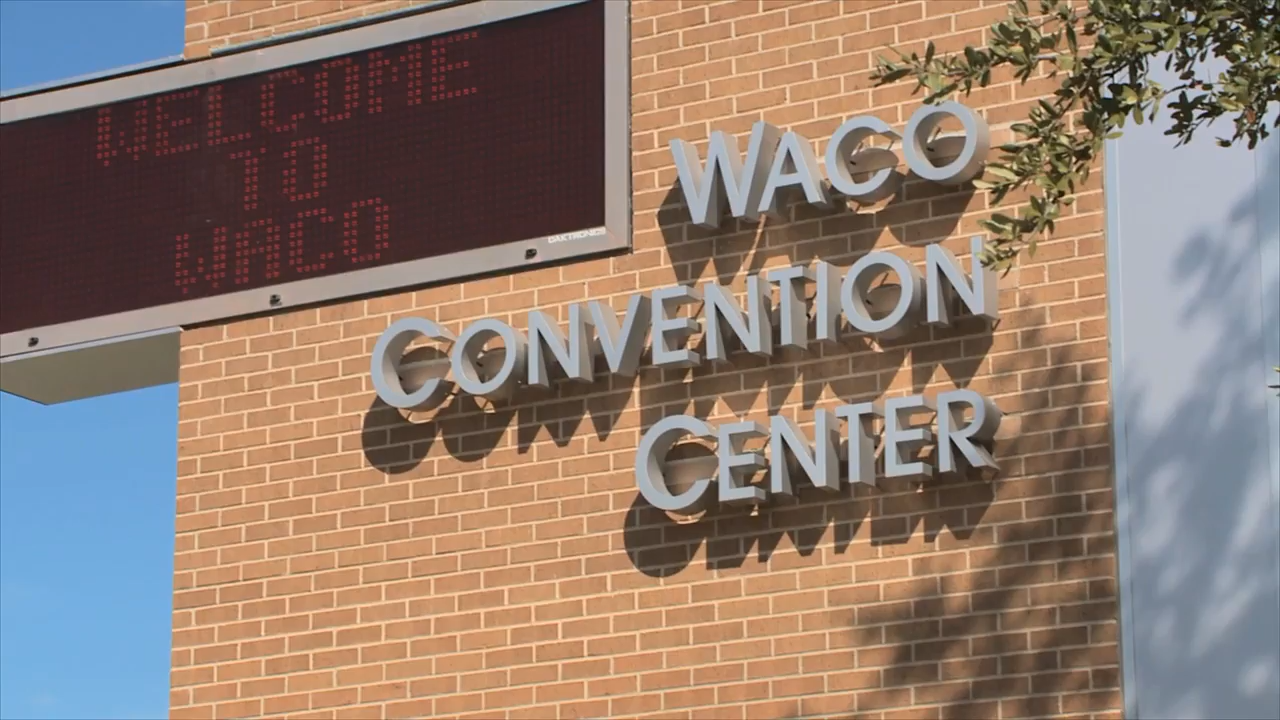 WELCOME
TO
WACO
DAKTRONICS
WACO
CONVENTION
CENTER